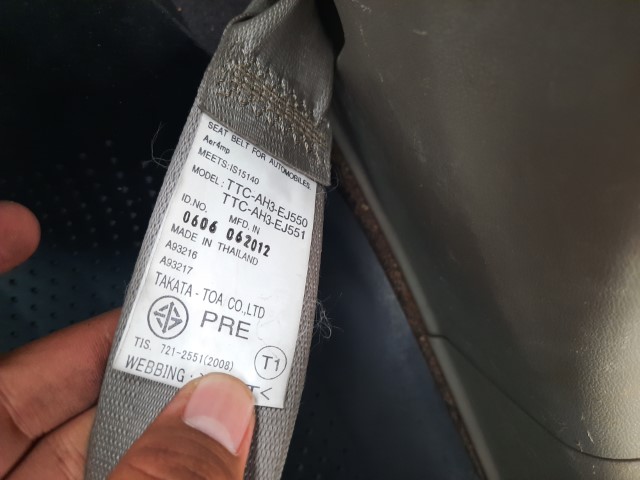 SEAT BELT FOR AUTOMOBILES
Aer4mp
MEETS:IS15140
MODEL: TTC-AH3-EJ550
TTC-AH3-EJ551
ID.NO. MFD. IN
0606 062012
MADE IN THAILAND
A93216
A93217
TAKATA - TOA CO.,LTD
PRE
TIS. 721-2551(2008) T1
WEBBING :